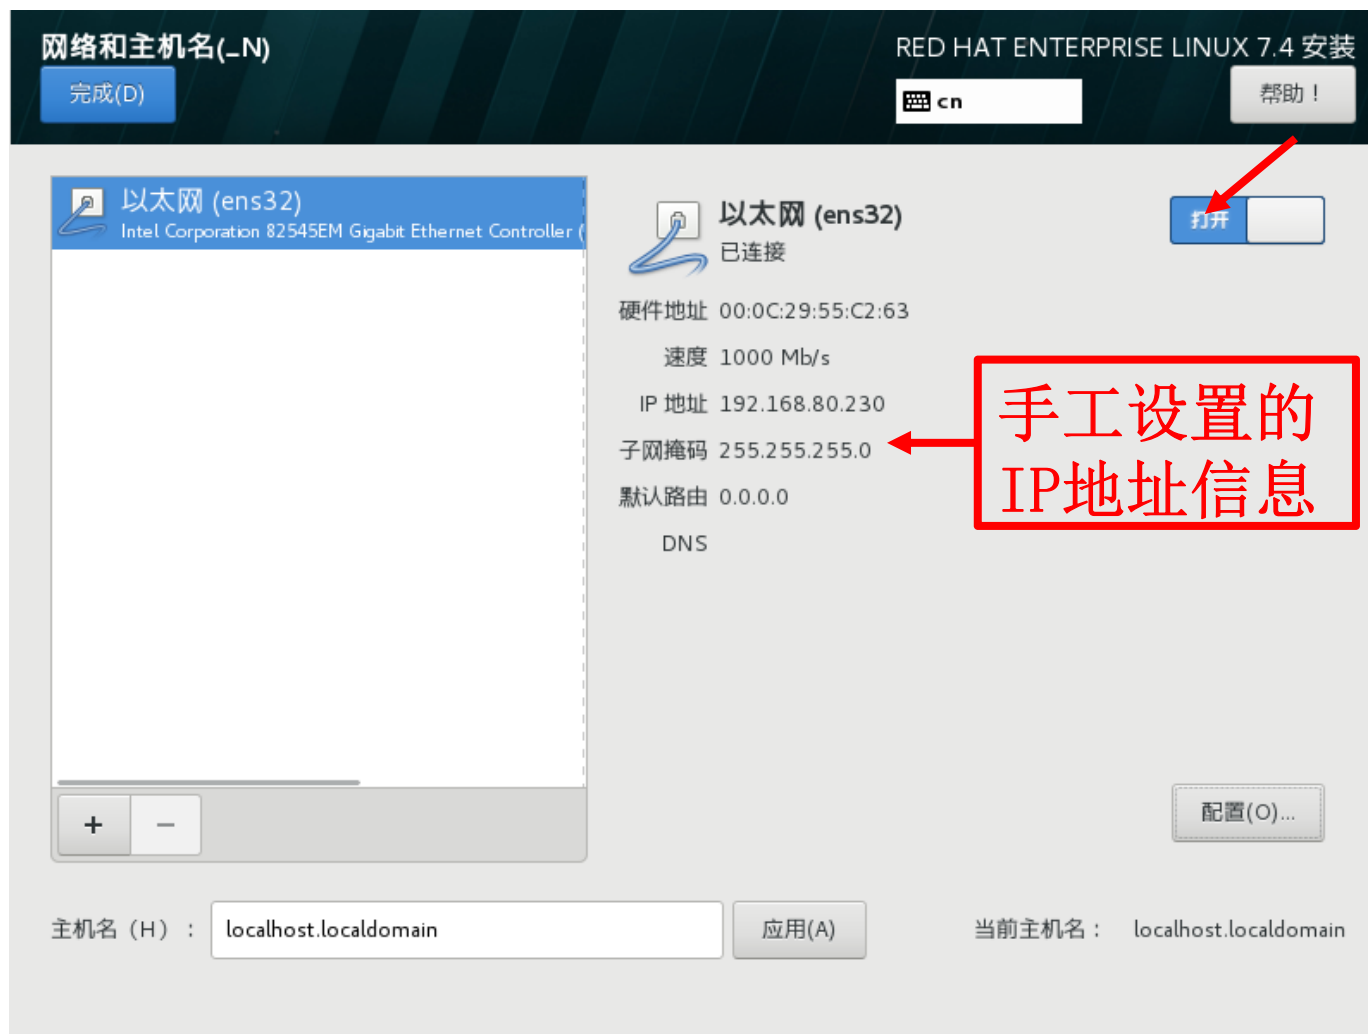 网络和主机名(_N)
RED HAT ENTERPRISE LINUX 7.4 安装
完成(D)
cn
帮助！
以太网 (ens32)
Intel Corporation 82545EM Gigabit Ethernet Controller (
以太网 (ens32)
已连接
打开
硬件地址 00:0C:29:55:C2:63
速度 1000 Mb/s
IP 地址 192.168.80.230
子网掩码 255.255.255.0
默认路由 0.0.0.0
DNS
手工设置的
IP地址信息
+ −
配置(O)...
主机名（H）： localhost.localdomain 应用(A) 当前主机名： localhost.localdomain